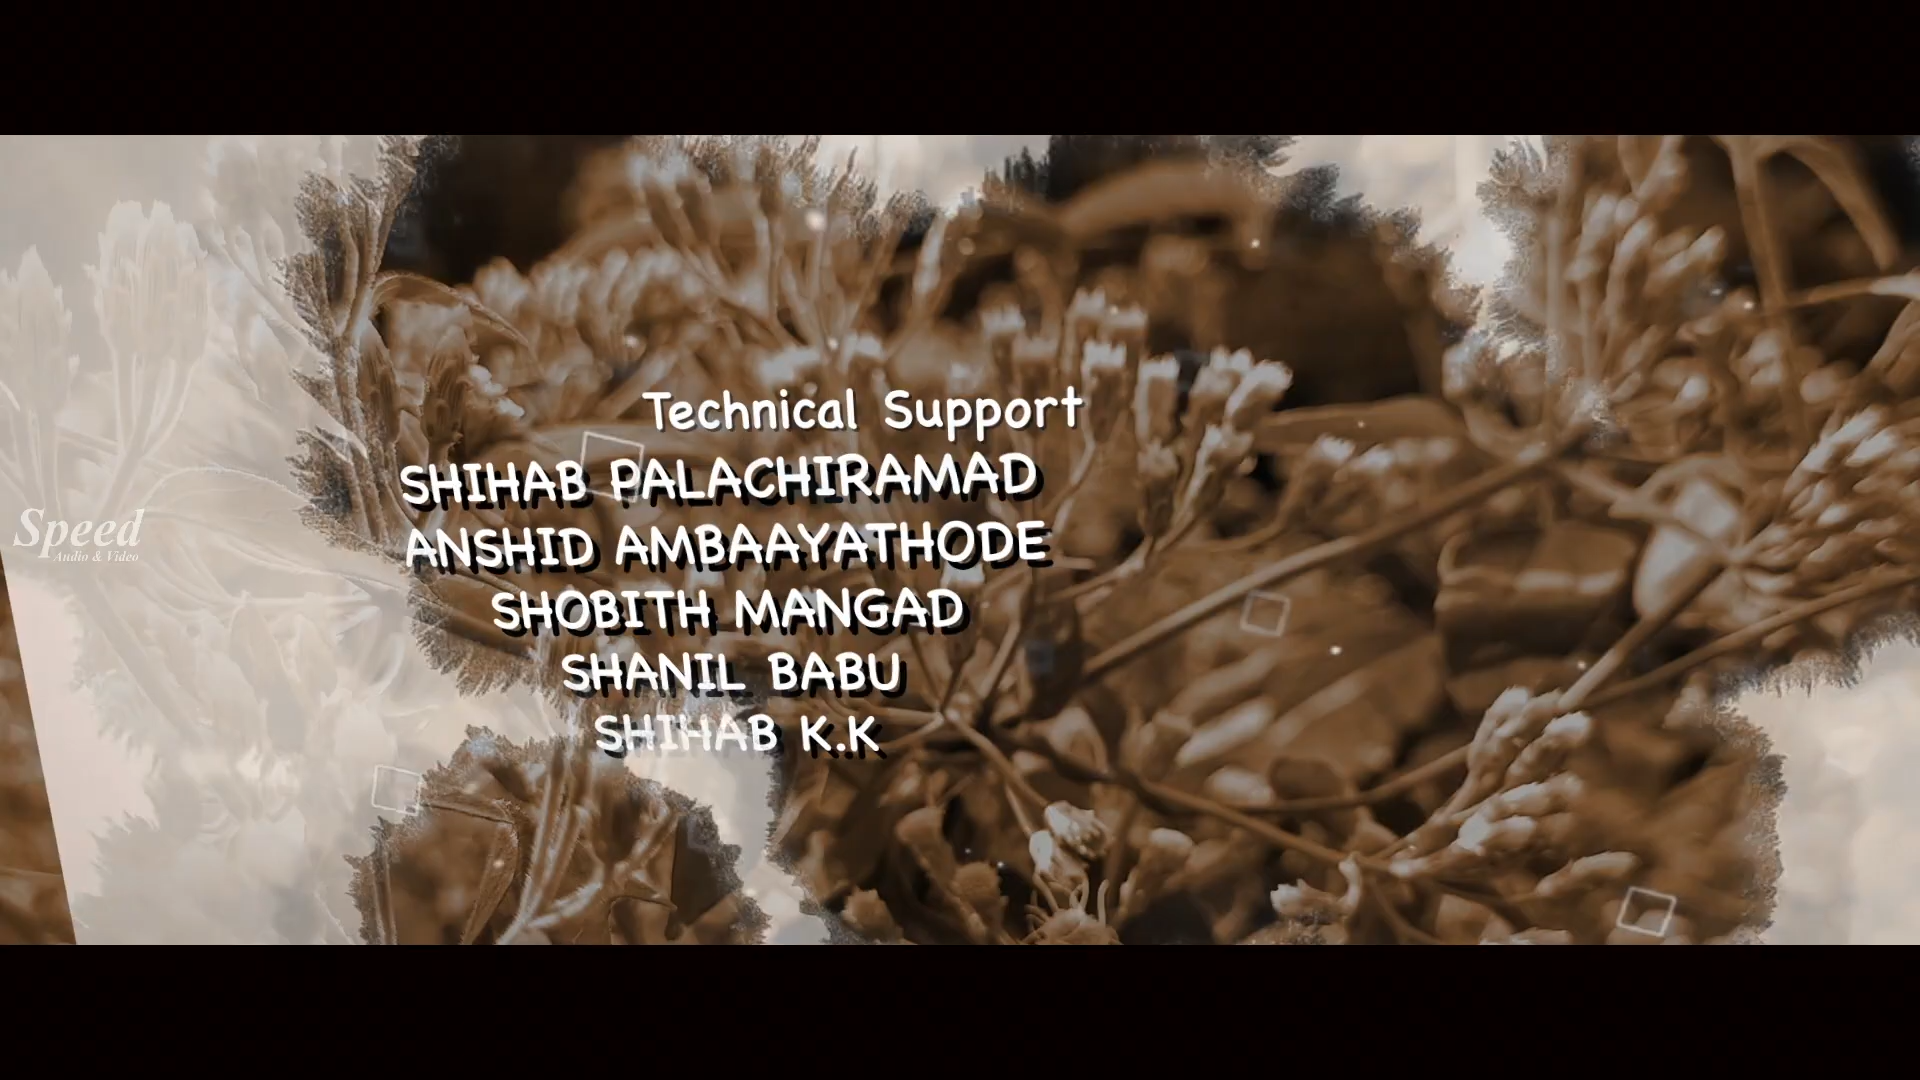 Technical Support
SHIHAB PALACHIRAMAD
ANSHID AMBAAYATHODE
SHOBITH MANGAD
SHANIL BABU
SHIHAB K.K
Speed
Audio & Video